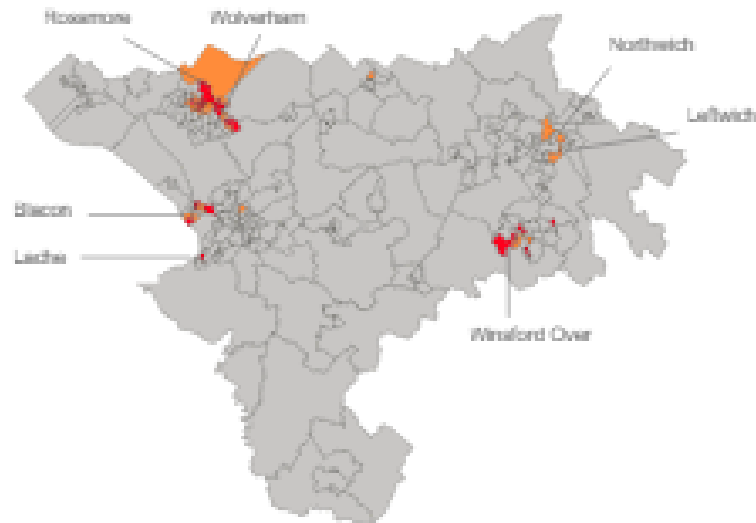 Rossmore
Wolverham
Northwich
Leftwich
Blacon
Lache
Winsford Over